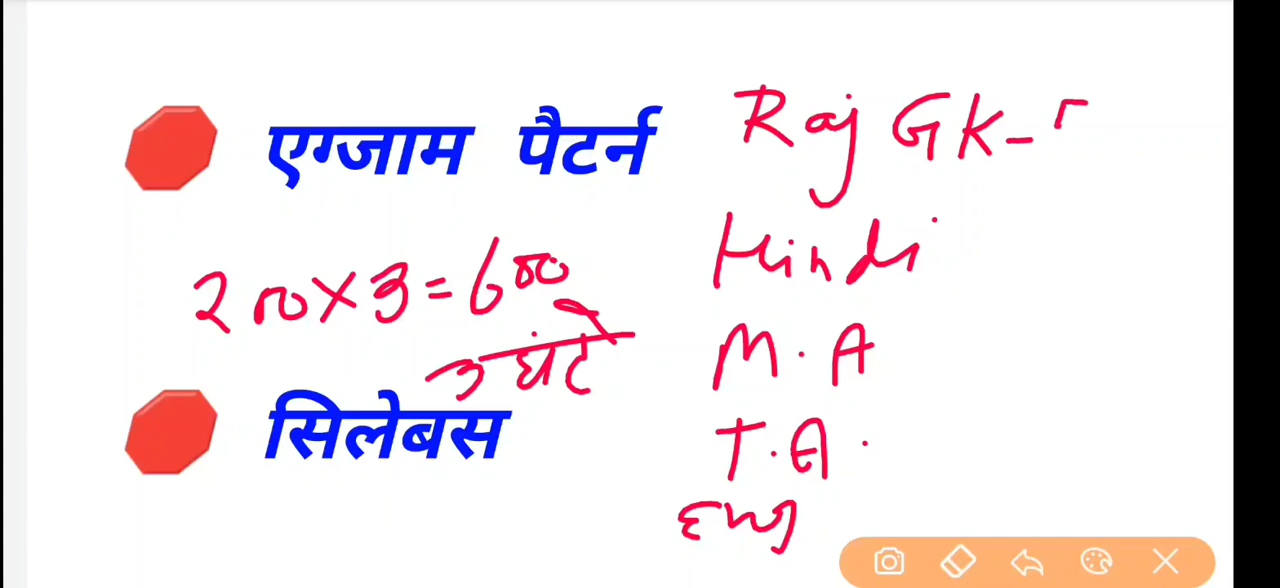 एग्जाम पैटर्न
200×3=600
3 घंटे
सिलेबस
Raj GK-
Hindi
M.A
T.A.
Eng